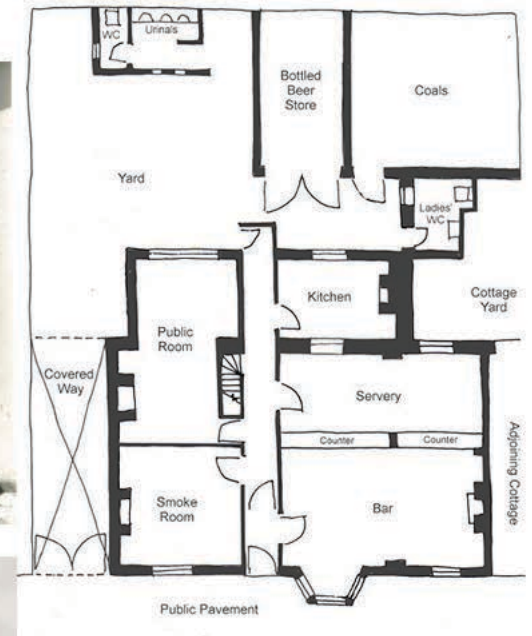 WC
Urinals
Bottled
Beer
Store
Coals
Yard
Ladies'
WC
Kitchen
Cottage
Yard
Public
Room
Covered
Way
Servery
Counter
Counter
Adjoining Cottage
Smoke
Room
Bar
Public Pavement